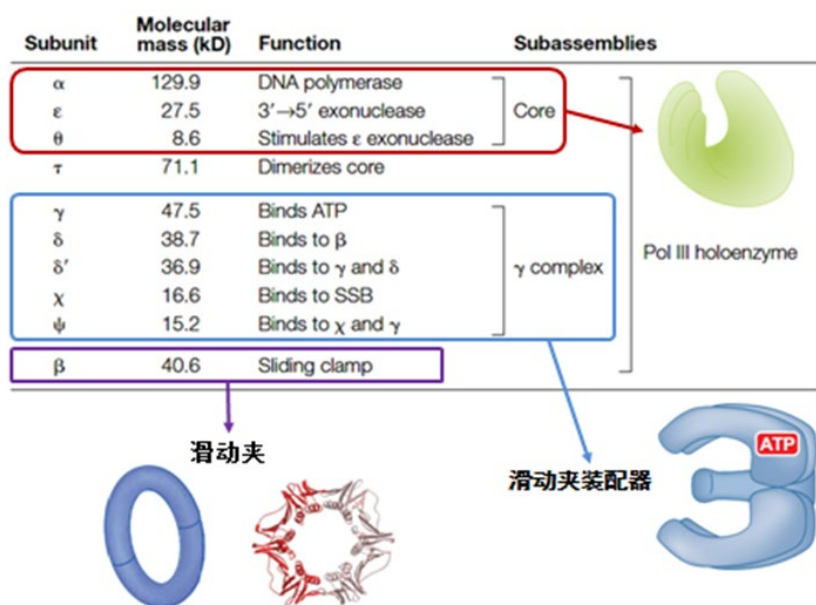 Subunit Molecular mass (kD) Function Subassemblies
α 129.9 DNA polymerase
ε 27.5 3′→5′ exonuclease Core
θ 8.6 Stimulates ε exonuclease
τ 71.1 Dimerizes core
γ 47.5 Binds ATP
δ 38.7 Binds to β
Pol III holoenzyme
δ′ 36.9 Binds to γ and δ γ complex
χ 16.6 Binds to SSB
ψ 15.2 Binds to χ and γ
β 40.6 Sliding clamp
滑动夹
ATP
滑动夹装配器